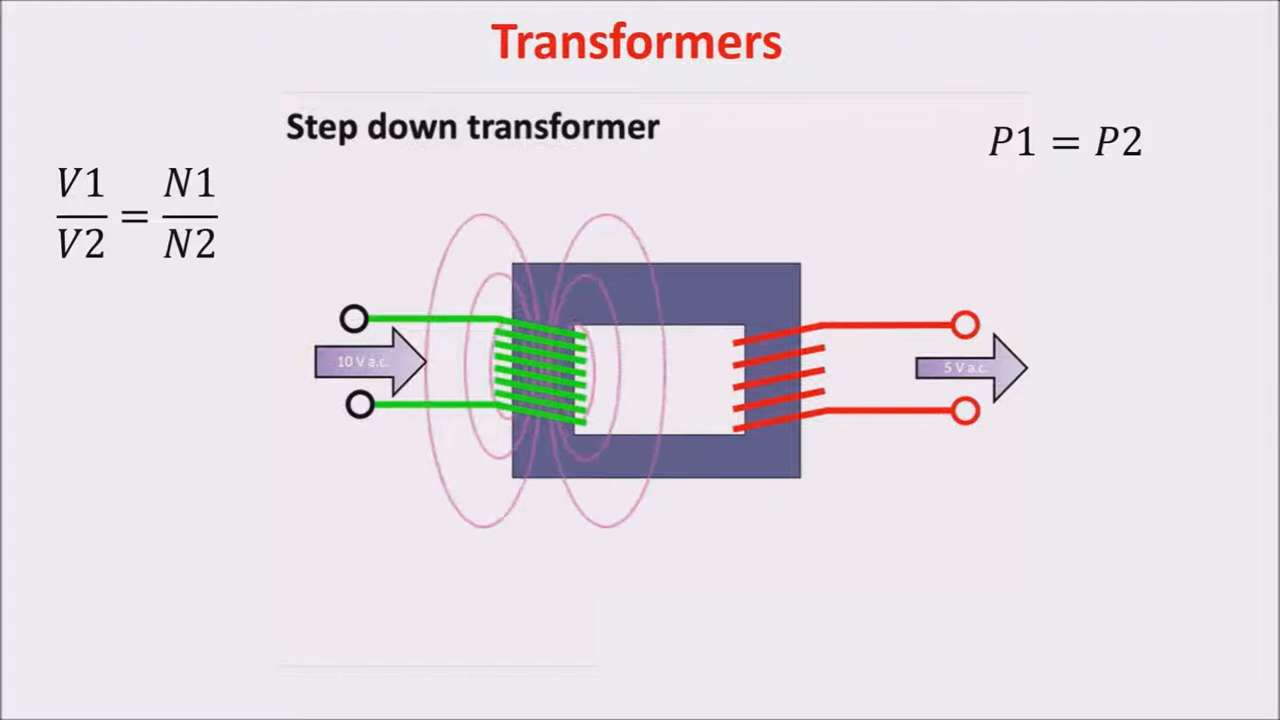 Transformers
Step down transformer
P1 = P2
V1/V2 = N1/N2
10 V a.c.
5 V a.c.